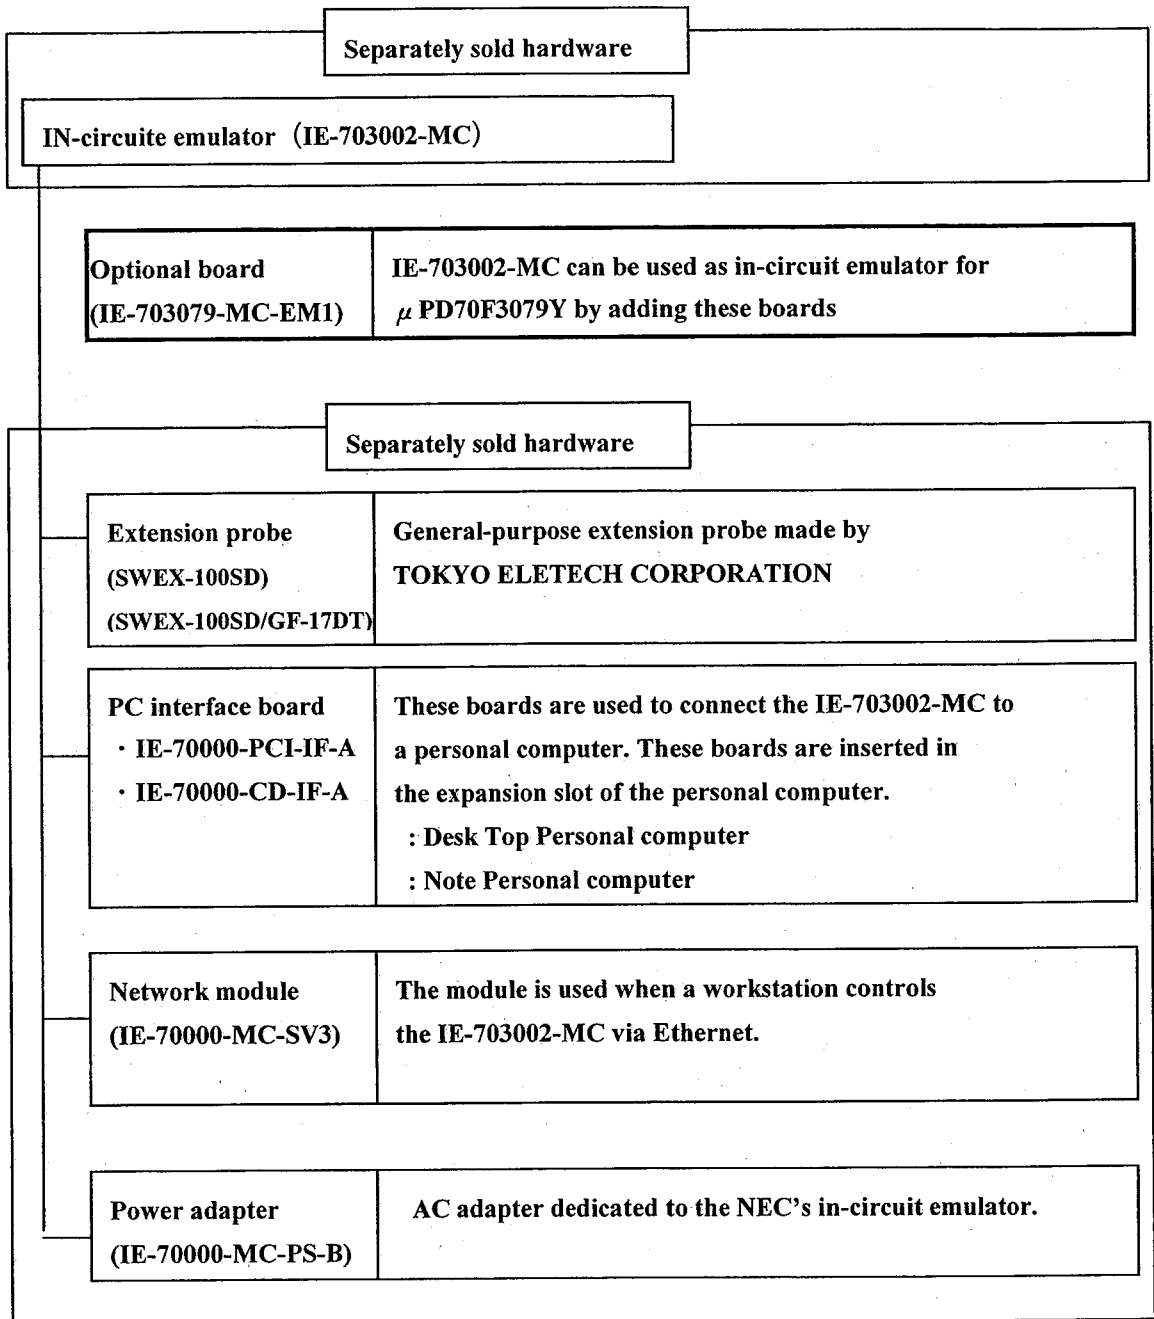 Separately sold hardware
IN-circuite emulator（IE-703002-MC）
Optional board
(IE-703079-MC-EM1)
IE-703002-MC can be used as in-circuit emulator for
μ PD70F3079Y by adding these boards
Separately sold hardware
Extension probe
(SWEX-100SD)
(SWEX-100SD/GF-17DT)
General-purpose extension probe made by
TOKYO ELETECH CORPORATION
PC interface board
・IE-70000-PCI-IF-A
・IE-70000-CD-IF-A
These boards are used to connect the IE-703002-MC to
a personal computer. These boards are inserted in
the expansion slot of the personal computer.
: Desk Top Personal computer
: Note Personal computer
Network module
(IE-70000-MC-SV3)
The module is used when a workstation controls
the IE-703002-MC via Ethernet.
Power adapter
(IE-70000-MC-PS-B)
AC adapter dedicated to the NEC's in-circuit emulator.